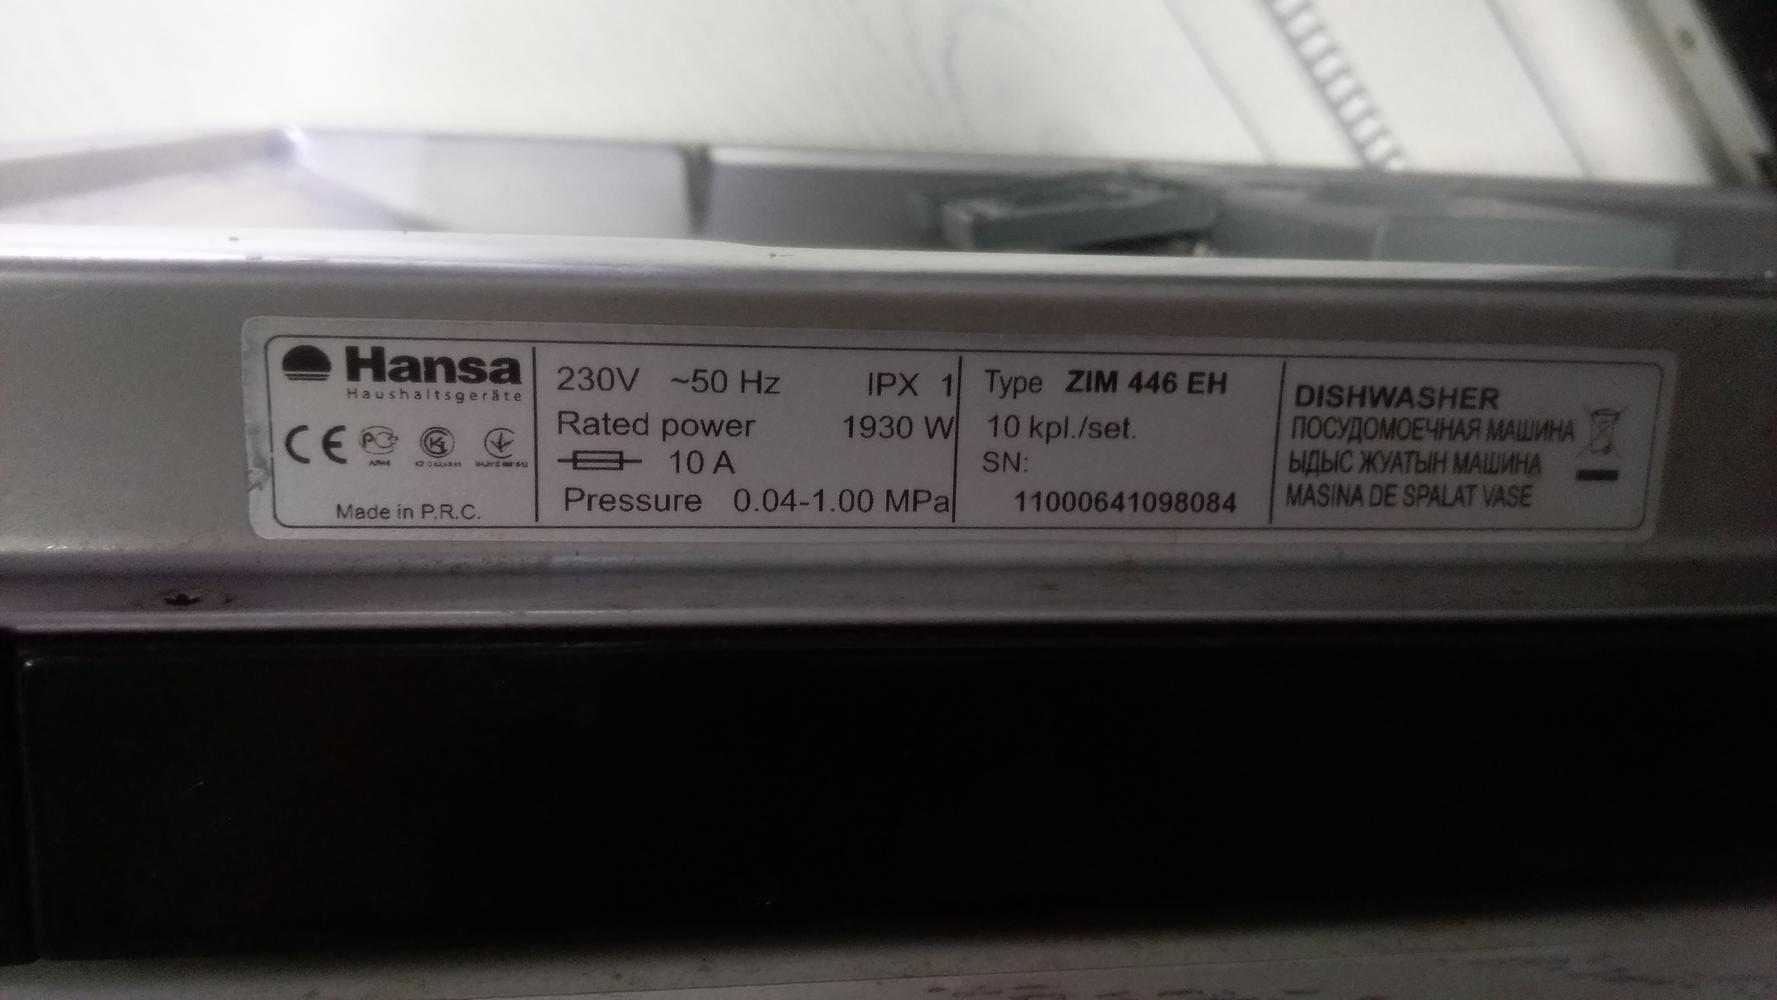 Hansa
Haushaltsgeräte
CE
Made in P.R.C.
230V ~50 Hz IPX 1
Rated power 1930 W
10 A
Pressure 0.04-1.00 MPa
Type ZIM 446 EH
10 kpl./set.
SN:
11000641098084
DISHWASHER
ПОСУДОМОЕЧНАЯ МАШИНА
ЫДЫС ЖУАТЫН МАШИНА
MASINA DE SPALAT VASE